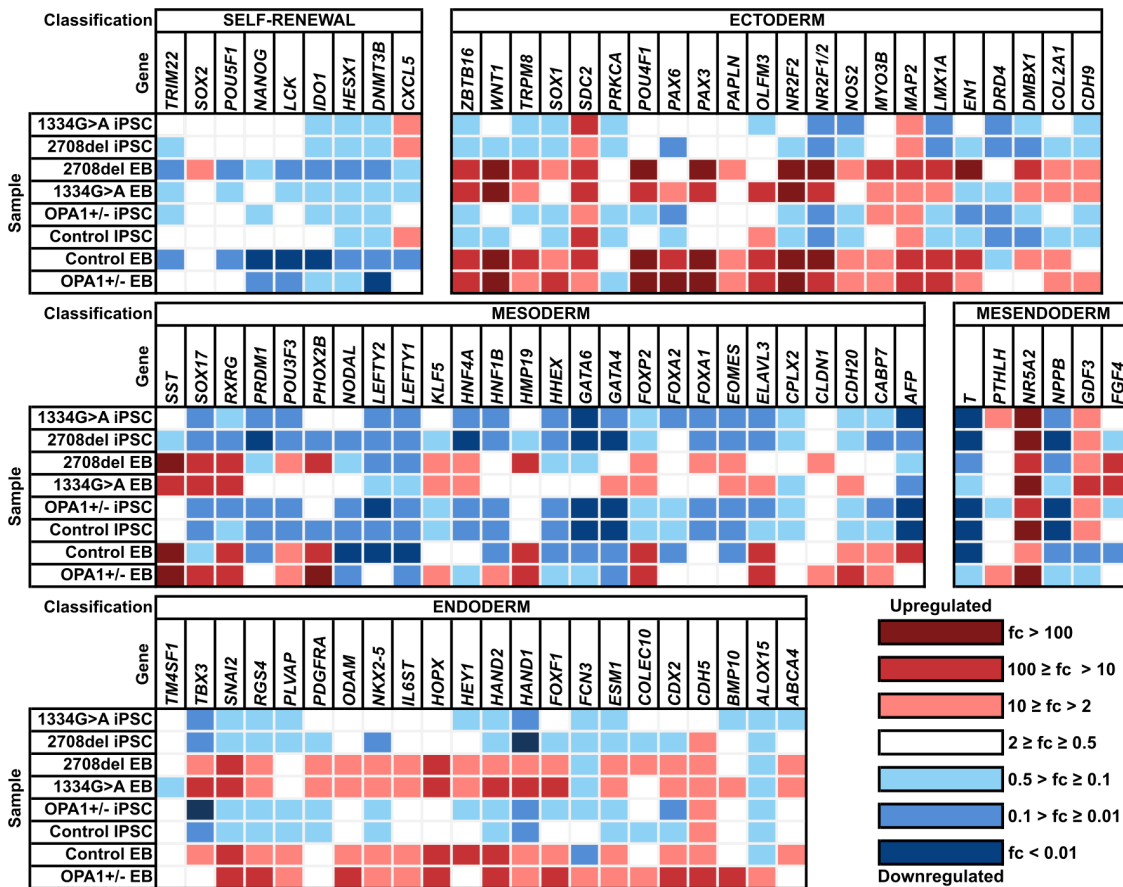 Classification SELF-RENEWAL ECTODERM
Gene TRIM22 SOX2 POU5F1 NANOG LCK IDO1 HESX1 DNMT3B CXCL5 ZBTB16 WNT1 TRPM8 SOX1 SDC2 PRKCA POU4F1 PAX6 PAX3 PAPLN OLFM3 NR2F2 NR2F1/2 NOS2 MYO3B MAP2 LMX1A EN1 DRD4 DMBX1 COL2A1 CDH9
Sample
1334G>A iPSC
2708del iPSC
2708del EB
1334G>A EB
OPA1+/- iPSC
Control IPSC
Control EB
OPA1+/- EB
Classification MESODERM MESENDODERM
Gene SST SOX17 RXRG PRDM1 POU3F3 PHOX2B NODAL LEFTY2 LEFTY1 KLF5 HNF4A HNF1B HMP19 HHEX GATA6 GATA4 FOXP2 FOXA2 FOXA1 EOMES ELAVL3 CPLX2 CLDN1 CDH20 CABP7 AFP T PTHLH NR5A2 NPPB GDF3 FGF4
Sample
1334G>A iPSC
2708del iPSC
2708del EB
1334G>A EB
OPA1+/- iPSC
Control IPSC
Control EB
OPA1+/- EB
Classification ENDODERM
Gene TM4SF1 TBX3 SNAI2 RGS4 PLVAP PDGFRA ODAM NKX2-5 IL6ST HOPX HEY1 HAND2 HAND1 FOXF1 FCN3 ESM1 COLEC10 CDX2 CDH5 BMP10 ALOX15 ABCA4
Sample
1334G>A iPSC
2708del iPSC
2708del EB
1334G>A EB
OPA1+/- iPSC
Control IPSC
Control EB
OPA1+/- EB
Upregulated
fc > 100
100 ≥ fc > 10
10 ≥ fc > 2
2 ≥ fc ≥ 0.5
0.5 > fc ≥ 0.1
0.1 > fc ≥ 0.01
fc < 0.01
Downregulated